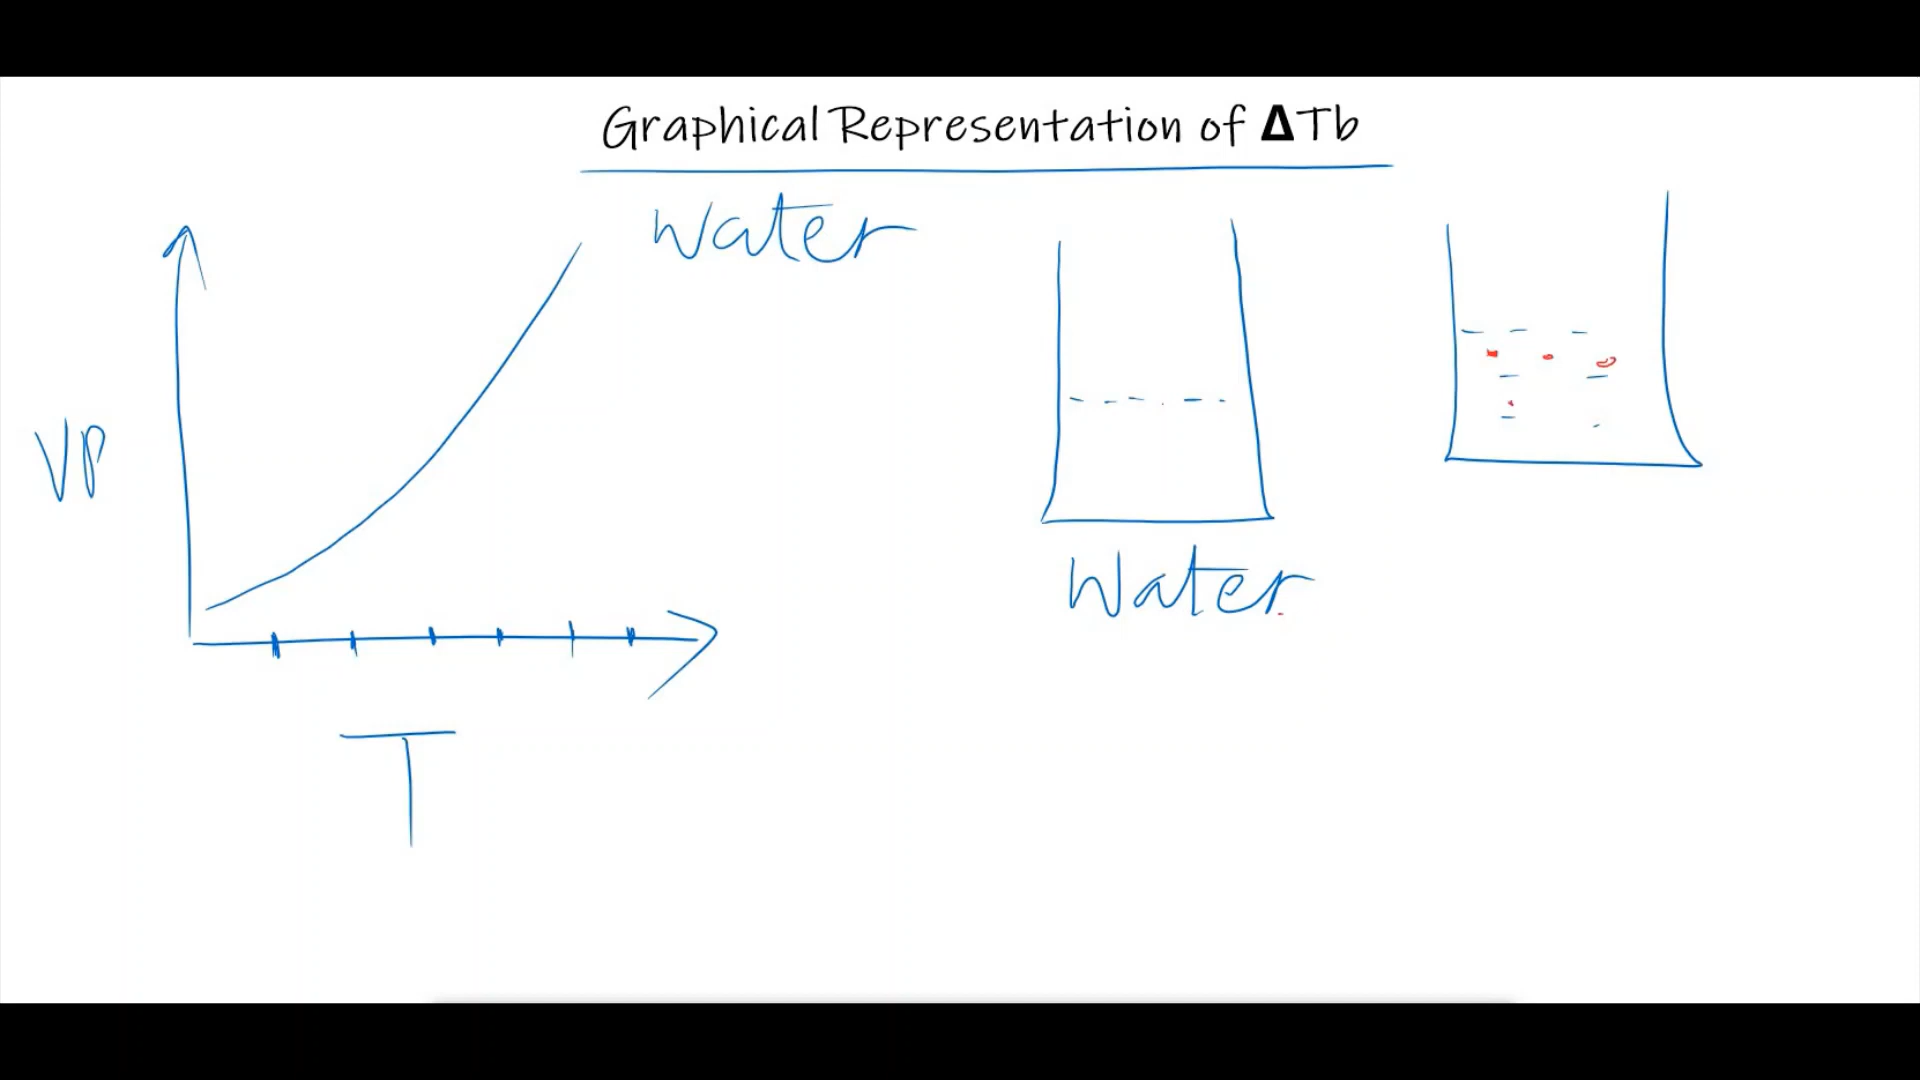 Graphical Representation of ΔTb
Water
VP
Water
T